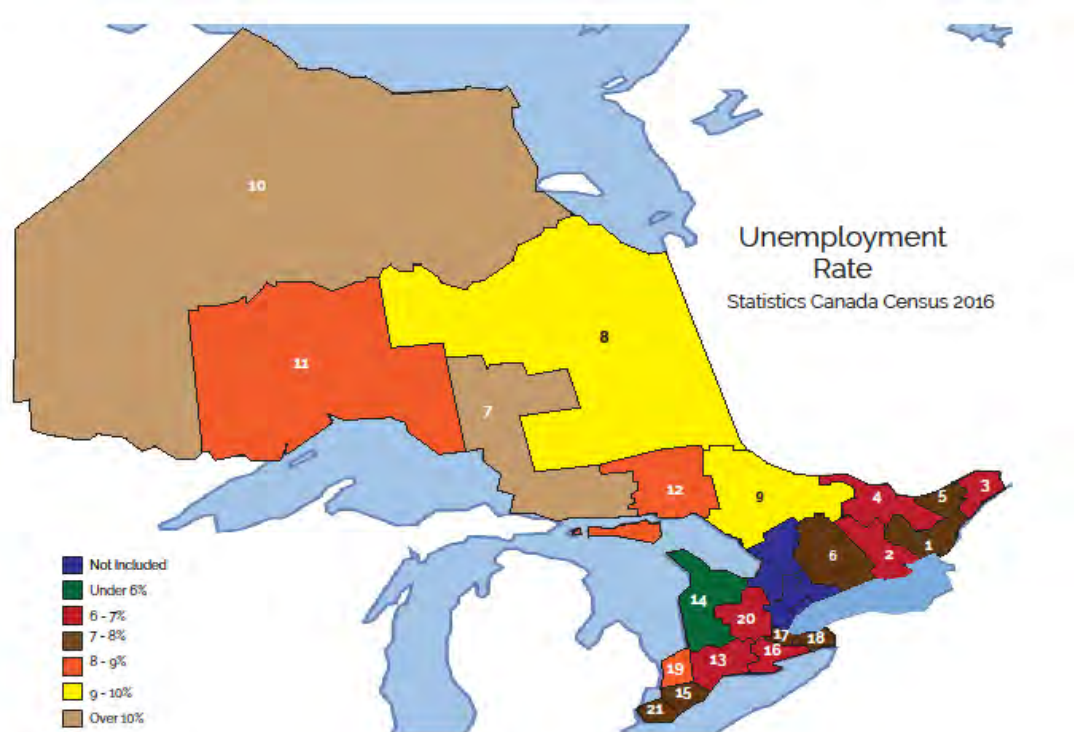 Unemployment
Rate
Statistics Canada Census 2016
10
8
11
7
12
9
4
5
3
1
2
6
14
20
17
18
16
13
19
15
21
Not Included
Under 6%
6 - 7%
7 - 8%
8 - 9%
9 - 10%
Over 10%